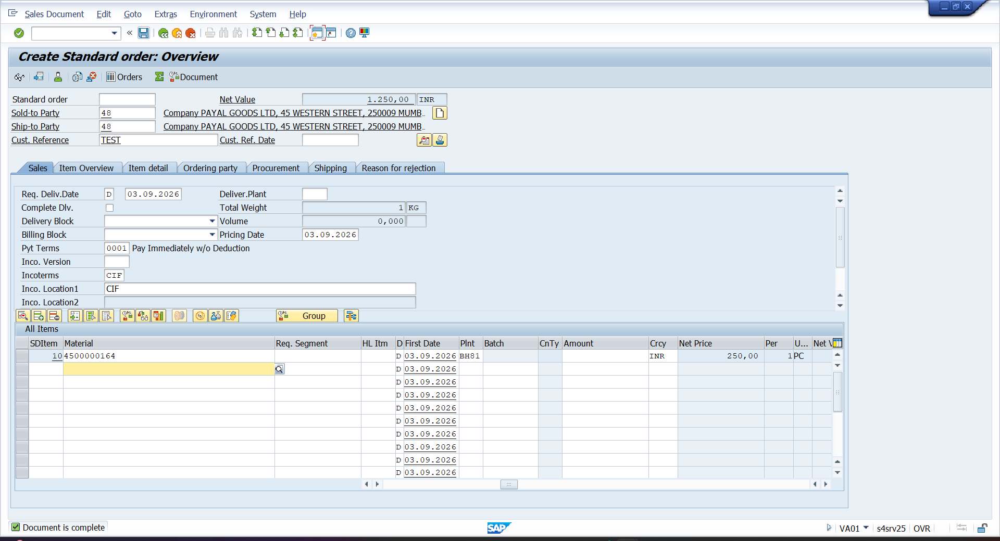 Sales Document Edit Goto Extras Environment System Help
Create Standard order: Overview
Orders Document
Standard order Net Value 1.250,00 INR
Sold-to Party 48 Company PAYAL GOODS LTD, 45 WESTERN STREET, 250009 MUMB...
Ship-to Party 48 Company PAYAL GOODS LTD, 45 WESTERN STREET, 250009 MUMB...
Cust. Reference TEST Cust. Ref. Date
Sales Item Overview Item detail Ordering party Procurement Shipping Reason for rejection
Req. Deliv.Date D 03.09.2026 Deliver.Plant
Complete Dlv. Total Weight 1 KG
Delivery Block Volume 0,000
Billing Block Pricing Date 03.09.2026
Pyt Terms 0001 Pay Immediately w/o Deduction
Inco. Version
Incoterms CIF
Inco. Location1 CIF
Inco. Location2
Group
All Items
SDItem Material Req. Segment HL Itm D First Date Plnt Batch CnTy Amount Crcy Net Price Per U... Net V
10 4500000164 D 03.09.2026 BH81 INR 250,00 1 PC
D 03.09.2026
D 03.09.2026
D 03.09.2026
D 03.09.2026
D 03.09.2026
D 03.09.2026
D 03.09.2026
D 03.09.2026
D 03.09.2026
Document is complete SAP VA01 s4srv25 OVR